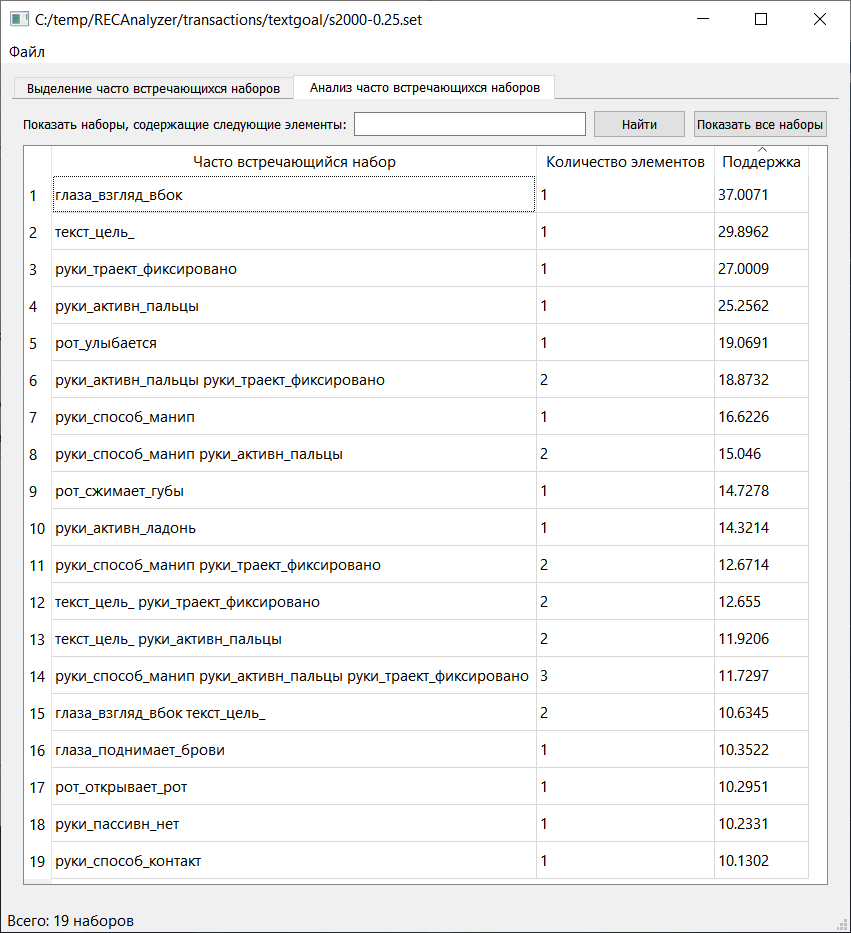 C:/temp/RECAnalyzer/transactions/textgoal/s2000-0.25.set
Файл
Выделение часто встречающихся наборов Анализ часто встречающихся наборов
Показать наборы, содержащие следующие элементы: Найти Показать все наборы
Часто встречающийся набор Количество элементов Поддержка
1 глаза_взгляд_вбок 1 37.0071
2 текст_цель_ 1 29.8962
3 руки_траект_фиксировано 1 27.0009
4 руки_активн_пальцы 1 25.2562
5 рот_улыбается 1 19.0691
6 руки_активн_пальцы руки_траект_фиксировано 2 18.8732
7 руки_способ_манип 1 16.6226
8 руки_способ_манип руки_активн_пальцы 2 15.046
9 рот_сжимает_губы 1 14.7278
10 руки_активн_ладонь 1 14.3214
11 руки_способ_манип руки_траект_фиксировано 2 12.6714
12 текст_цель_ руки_траект_фиксировано 2 12.655
13 текст_цель_ руки_активн_пальцы 2 11.9206
14 руки_способ_манип руки_активн_пальцы руки_траект_фиксировано 3 11.7297
15 глаза_взгляд_вбок текст_цель_ 2 10.6345
16 глаза_поднимает_брови 1 10.3522
17 рот_открывает_рот 1 10.2951
18 руки_пассивн_нет 1 10.2331
19 руки_способ_контакт 1 10.1302
Всего: 19 наборов